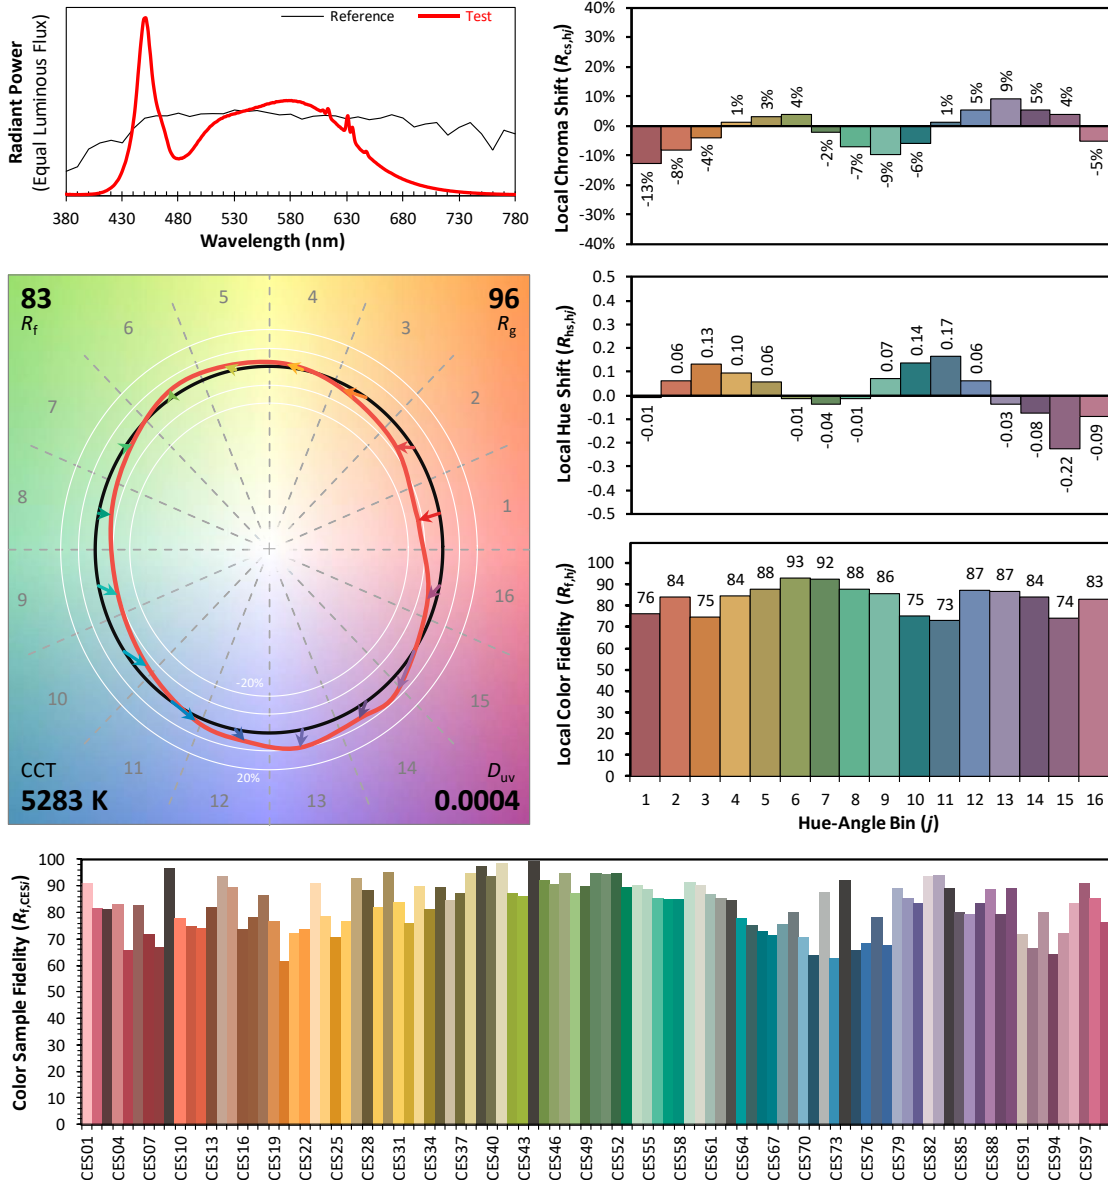 Radiant Power
(Equal Luminous Flux)
Reference
Test
380 430 480 530 580 630 680 730 780
Wavelength (nm)
Local Chroma Shift (Rcs,hj)
40%
30%
20%
10%
0%
-10%
-20%
-30%
-40%
-13% -8% -4% 1% 3% 4% -2% -7% -9% -6% 1% 5% 9% 5% 4% -5%
83
Rf
96
Rg
5 4
6 3
7 2
8 1
9 16
10 15
11 14
12 13
-20%
20%
CCT
5283 K
Duv
0.0004
Local Hue Shift (Rhs,hj)
0.5
0.4
0.3
0.2
0.1
0.0
-0.1
-0.2
-0.3
-0.4
-0.5
-0.01 0.06 0.13 0.10 0.06 -0.01 -0.04 -0.01 0.07 0.14 0.17 0.06 -0.03 -0.08 -0.22 -0.09
Local Color Fidelity (Rf,hj)
100
90
80
70
60
50
40
30
20
10
0
76 84 75 84 88 93 92 88 86 75 73 87 87 84 74 83
1 2 3 4 5 6 7 8 9 10 11 12 13 14 15 16
Hue-Angle Bin (j)
Color Sample Fidelity (Rf,CESi)
100
90
80
70
60
50
40
30
20
10
0
CES01 CES04 CES07 CES10 CES13 CES16 CES19 CES22 CES25 CES28 CES31 CES34 CES37 CES40 CES43 CES46 CES49 CES52 CES55 CES58 CES61 CES64 CES67 CES70 CES73 CES76 CES79 CES82 CES85 CES88 CES91 CES94 CES97